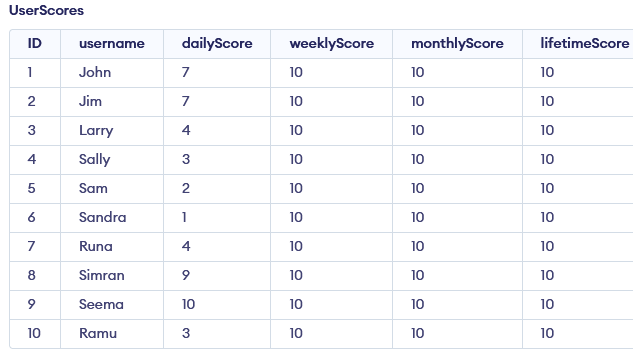 UserScores
ID username dailyScore weeklyScore monthlyScore lifetimeScore
1 John 7 10 10 10
2 Jim 7 10 10 10
3 Larry 4 10 10 10
4 Sally 3 10 10 10
5 Sam 2 10 10 10
6 Sandra 1 10 10 10
7 Runa 4 10 10 10
8 Simran 9 10 10 10
9 Seema 10 10 10 10
10 Ramu 3 10 10 10